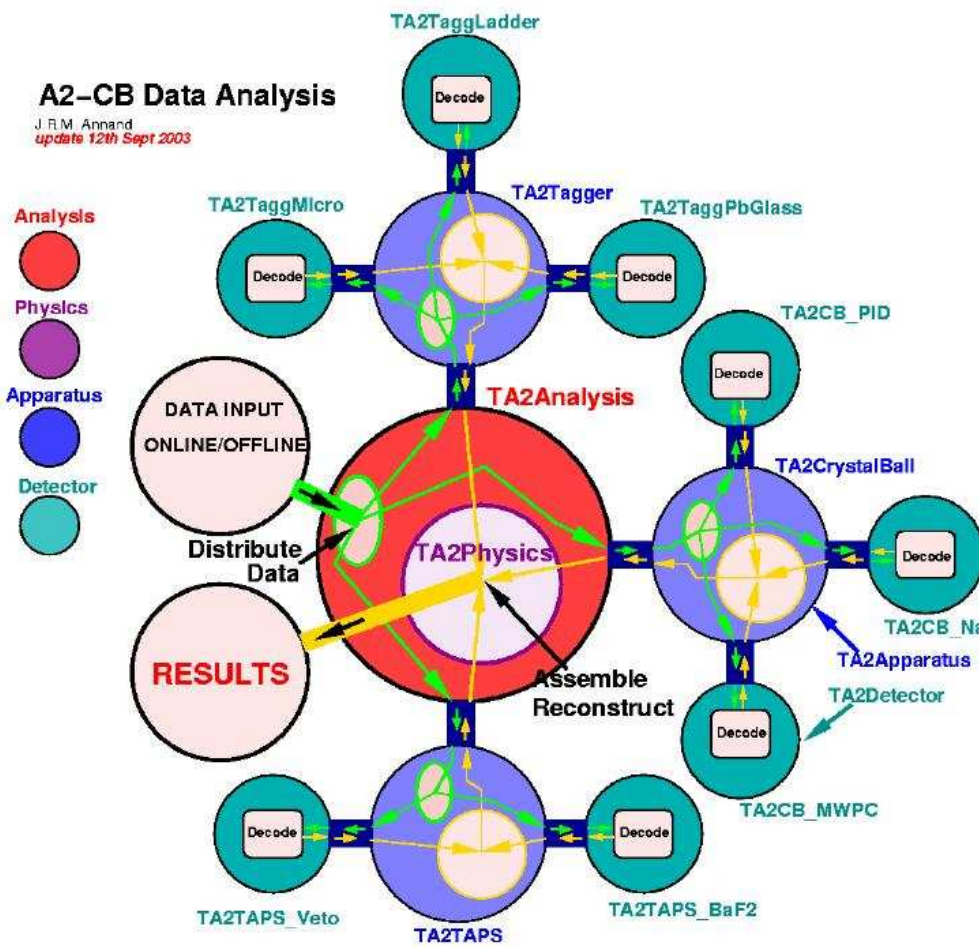 TA2TaggLadder
A2-CB Data Analysis
J.R.M. Annand
update 12th Sept 2003
Decode
TA2TaggMicro
TA2Tagger
TA2TaggPbGlass
Analysis
Decode
Decode
Physics
TA2CB_PID
Decode
Apparatus
DATA INPUT
ONLINE/OFFLINE
TA2Analysis
TA2CrystalBall
Detector
Distribute
Data
TA2Physics
Decode
TA2CB_Na
RESULTS
TA2Apparatus
Assemble
Reconstruct
TA2Detector
Decode
TA2CB_MWPC
Decode
Decode
TA2TAPS_Veto
TA2TAPS
TA2TAPS_BaF2